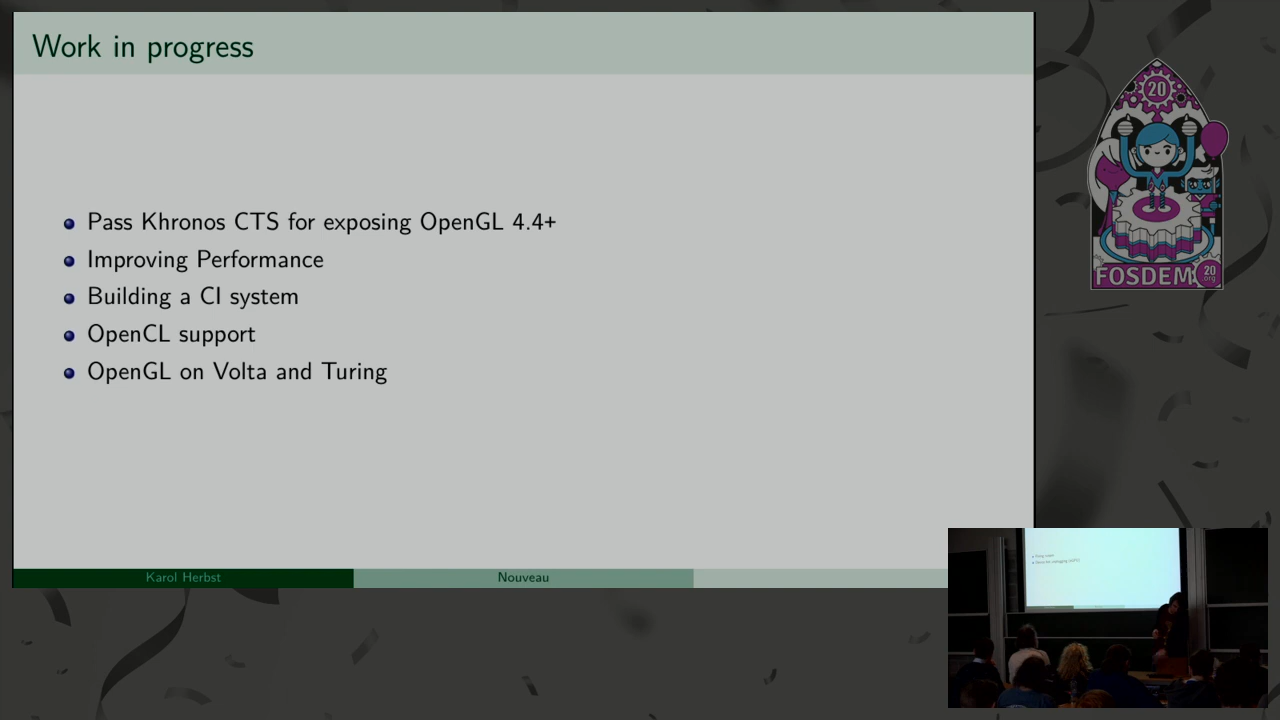 Work in progress
Pass Khronos CTS for exposing OpenGL 4.4+
Improving Performance
Building a CI system
OpenCL support
OpenGL on Volta and Turing
Karol Herbst
Nouveau
20
FOSDEM
20
.org